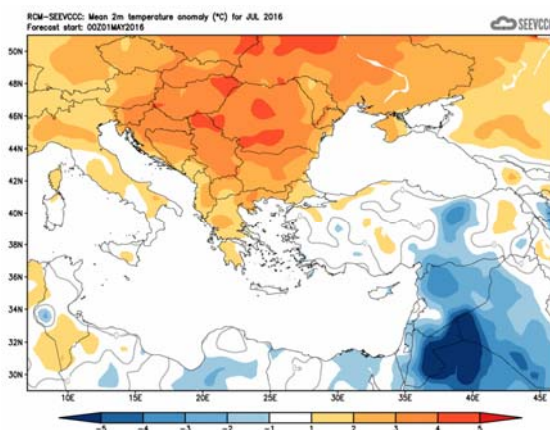 RCM-SEEVCCC: Mean 2m temperature anomaly (°C) for JUL 2016
Forecast start: 00Z01MAY2016
SEEVCCC
50N
48N
46N
44N
42N
40N
38N
36N
34N
32N
30N
10E 15E 20E 25E 30E 35E 40E 45E
-5 -4 -3 -2 -1 1 2 3 4 5